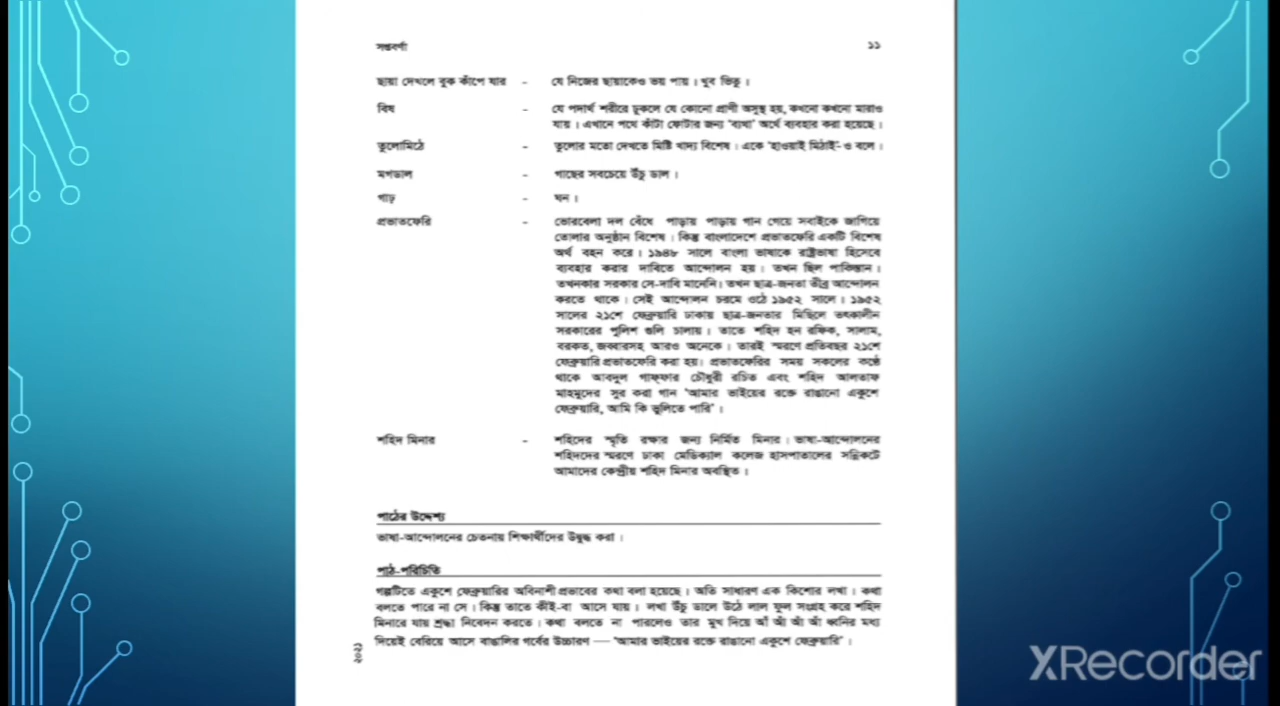 সপ্তবর্ণা ১১
ছায়া দেখলে বুক কাঁপে যার - যে নিজের ছায়াকেও ভয় পায়। খুব ভিতু।
বিষ - যে পদার্থ শরীরে ঢুকলে যে কোনো প্রাণী অসুস্থ হয়, কখনো কখনো মারাও
যায়। এখানে পথে কাঁটা ফোটার জন্য ‘ব্যথা’ অর্থে ব্যবহার করা হয়েছে।
তুলোমিঠে - তুলোর মতো দেখতে মিষ্টি খাদ্য বিশেষ। একে ‘হাওয়াই মিঠাই’-ও বলে।
মগডাল - গাছের সবচেয়ে উঁচু ডাল।
গাঢ় - ঘন।
প্রভাতফেরি - ভোরবেলা দল বেঁধে পাড়ায় পাড়ায় গান গেয়ে সবাইকে জাগিয়ে
তোলার অনুষ্ঠান বিশেষ। কিন্তু বাংলাদেশে প্রভাতফেরি একটি বিশেষ
অর্থ বহন করে। ১৯৪৮ সালে বাংলা ভাষাকে রাষ্ট্রভাষা হিসেবে
ব্যবহার করার দাবিতে আন্দোলন হয়। তখন ছিল পাকিস্তান।
তখনকার সরকার সে-দাবি মানেনি। তখন ছাত্র-জনতা তীব্র আন্দোলন
করতে থাকে। সেই আন্দোলন চরমে ওঠে ১৯৫২ সালে। ১৯৫২
সালের ২১শে ফেব্রুয়ারি ঢাকায় ছাত্র-জনতার মিছিলে তৎকালীন
সরকারের পুলিশ গুলি চালায়। তাতে শহিদ হন রফিক, সালাম,
বরকত, জব্বারসহ আরও অনেকে। তারই স্মরণে প্রতিবছর ২১শে
ফেব্রুয়ারি প্রভাতফেরি করা হয়। প্রভাতফেরির সময় সকলের কণ্ঠে
থাকে আবদুল গাফ্‌ফার চৌধুরী রচিত এবং শহিদ আলতাফ
মাহমুদের সুর করা গান ‘আমার ভাইয়ের রক্তে রাঙানো একুশে
ফেব্রুয়ারি, আমি কি ভুলিতে পারি’।
শহিদ মিনার - শহিদের স্মৃতি রক্ষার জন্য নির্মিত মিনার। ভাষা-আন্দোলনের
শহিদদের স্মরণে ঢাকা মেডিক্যাল কলেজ হাসপাতালের সন্নিকটে
আমাদের কেন্দ্রীয় শহিদ মিনার অবস্থিত।
পাঠের উদ্দেশ্য
ভাষা-আন্দোলনের চেতনায় শিক্ষার্থীদের উদ্বুদ্ধ করা।
পাঠ-পরিচিতি
গল্পটিতে একুশে ফেব্রুয়ারির অবিনাশী প্রভাবের কথা বলা হয়েছে। অতি সাধারণ এক কিশোর লখা। কথা
বলতে পারে না সে। কিন্তু তাতে কীই-বা আসে যায়। লখা উঁচু ডালে উঠে লাল ফুল সংগ্রহ করে শহিদ
মিনারে যায় শ্রদ্ধা নিবেদন করতে। কথা বলতে না পারলেও তার মুখ দিয়ে আঁ আঁ আঁ আঁ ধ্বনির মধ্য
দিয়েই বেরিয়ে আসে বাঙালির গর্বের উচ্চারণ — ‘আমার ভাইয়ের রক্তে রাঙানো একুশে ফেব্রুয়ারি’।
২০২১
XRecorder